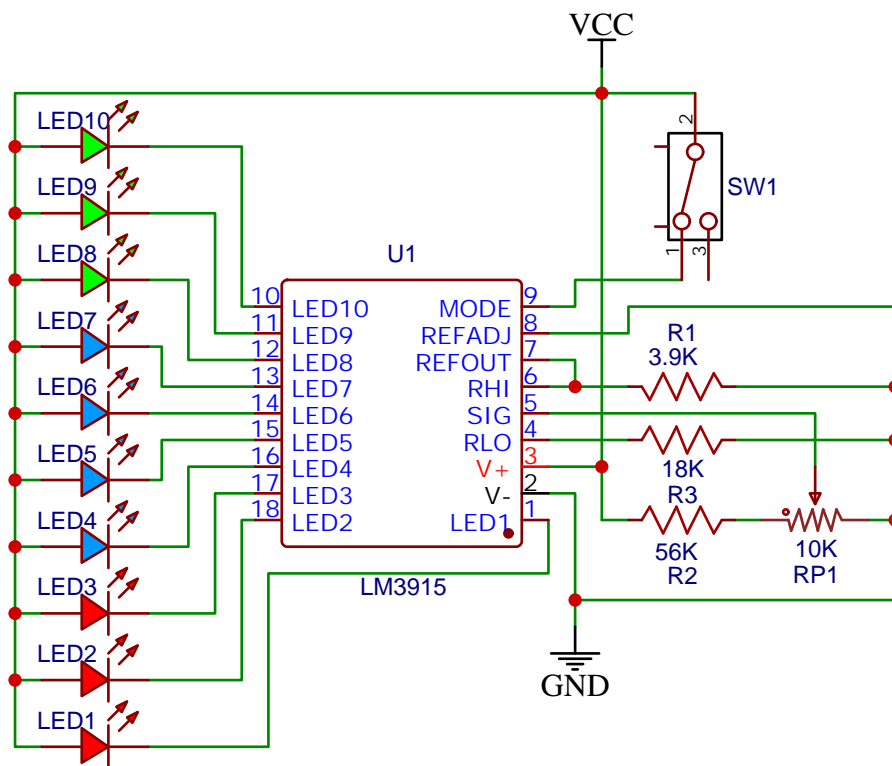 VCC
LED10
LED9
LED8
LED7
LED6
LED5
LED4
LED3
LED2
LED1
2
SW1
1
3
U1
10 LED10 MODE 9
11 LED9 REFADJ 8
12 LED8 REFOUT 7
13 LED7 RHI 6
14 LED6 SIG 5
15 LED5 RLO 4
16 LED4 V+ 3
17 LED3 V- 2
18 LED2 LED1 1
LM3915
R1
3.9K
18K
R3
56K
R2
10K
RP1
GND